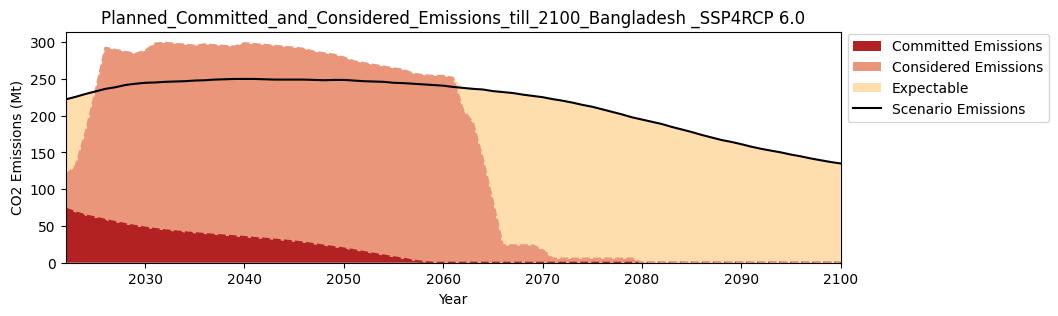 Planned_Committed_and_Considered_Emissions_till_2100_Bangladesh _SSP4RCP 6.0
CO2 Emissions (Mt)
300
250
200
150
100
50
0
2030 2040 2050 2060 2070 2080 2090 2100
Year
Committed Emissions
Considered Emissions
Expectable
Scenario Emissions